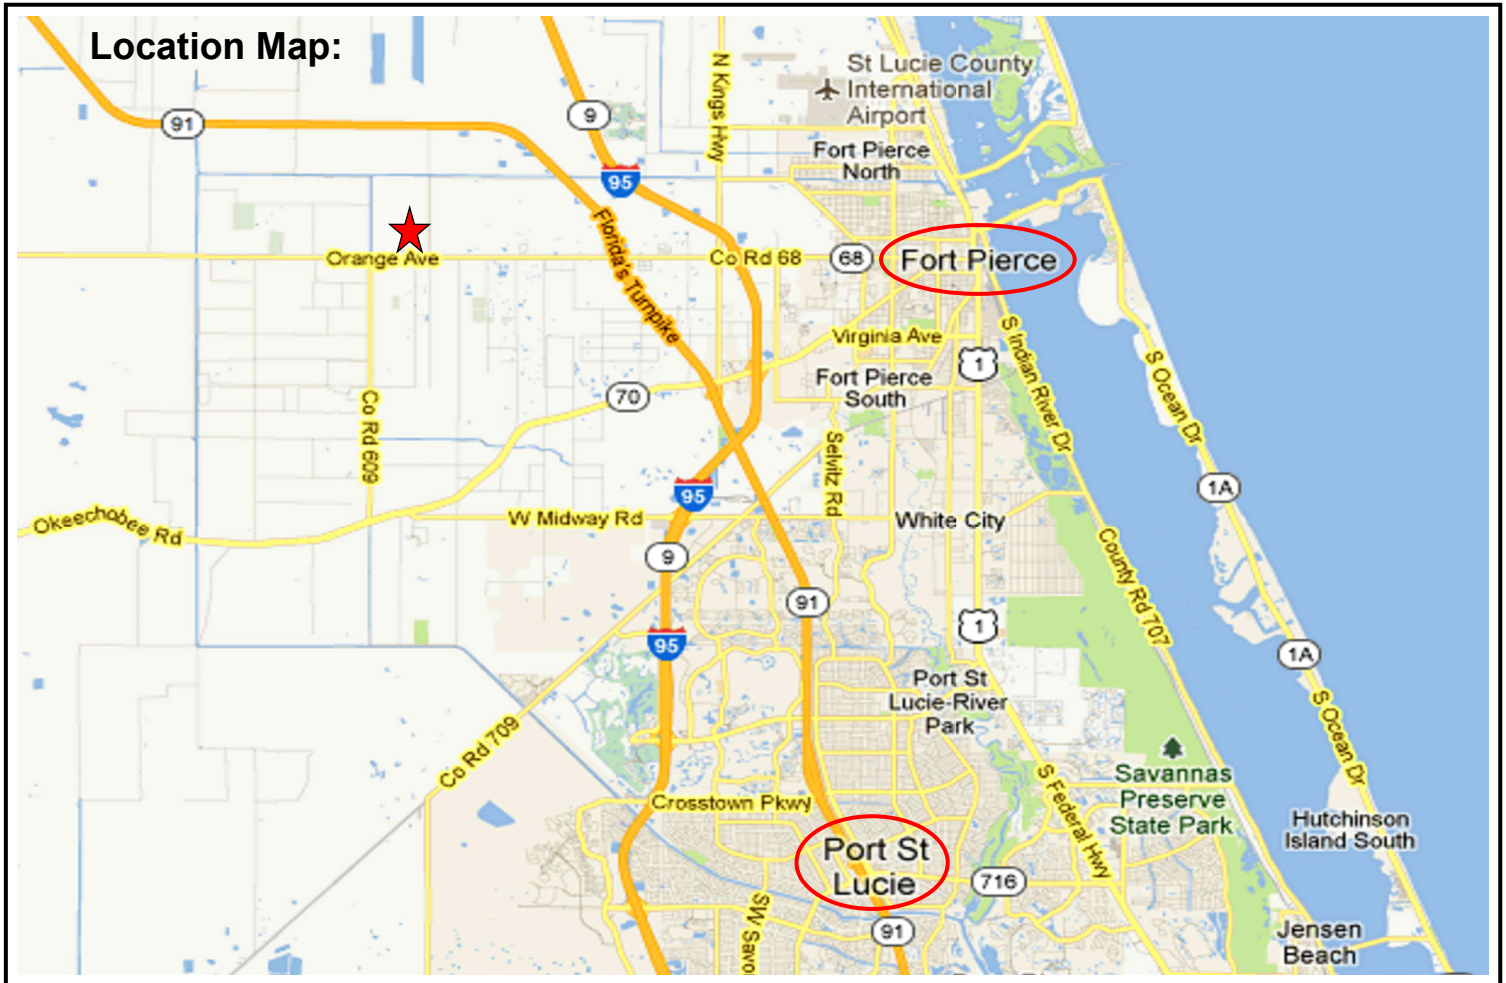 Location Map:
St Lucie County
International
Airport
91
9
N Kings Hwy
Fort Pierce
North
95
Florida's Turnpike
Orange Ave
Co Rd 68
68
Fort Pierce
Virginia Ave
S Indian River Dr
1
S Ocean Dr
Fort Pierce
South
70
Co Rd 609
Selvitz Rd
95
1A
Okeechobee Rd
W Midway Rd
White City
9
County Rd 707
91
1
95
1A
Port St
Lucie-River
Park
S Ocean Dr
Co Rd 709
S Federal Hwy
Savannas
Preserve
State Park
Crosstown Pkwy
Hutchinson
Island South
Port St
Lucie
716
SW Savo
91
Jensen
Beach